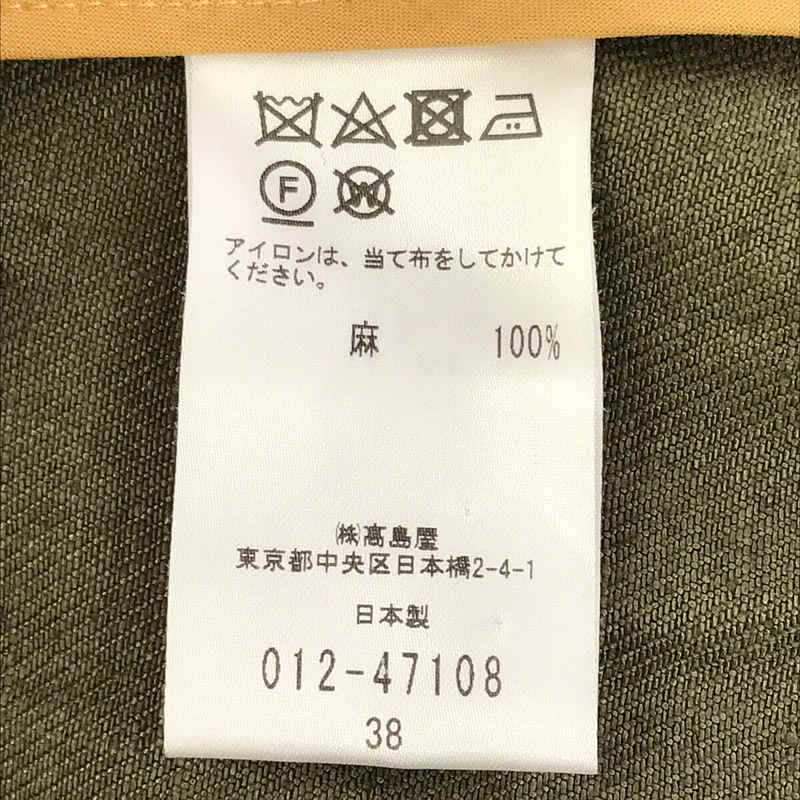 F W
アイロンは、当て布をしてかけて
ください。
麻 100%
㈱髙島屋
東京都中央区日本橋2-4-1
日本製
012-47108
38